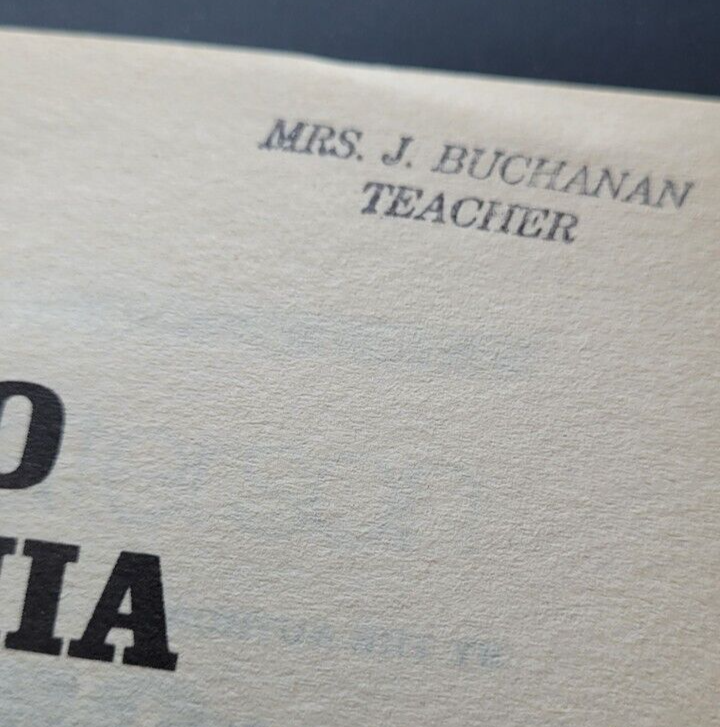 MRS. J. BUCHANAN
TEACHER
O
IA